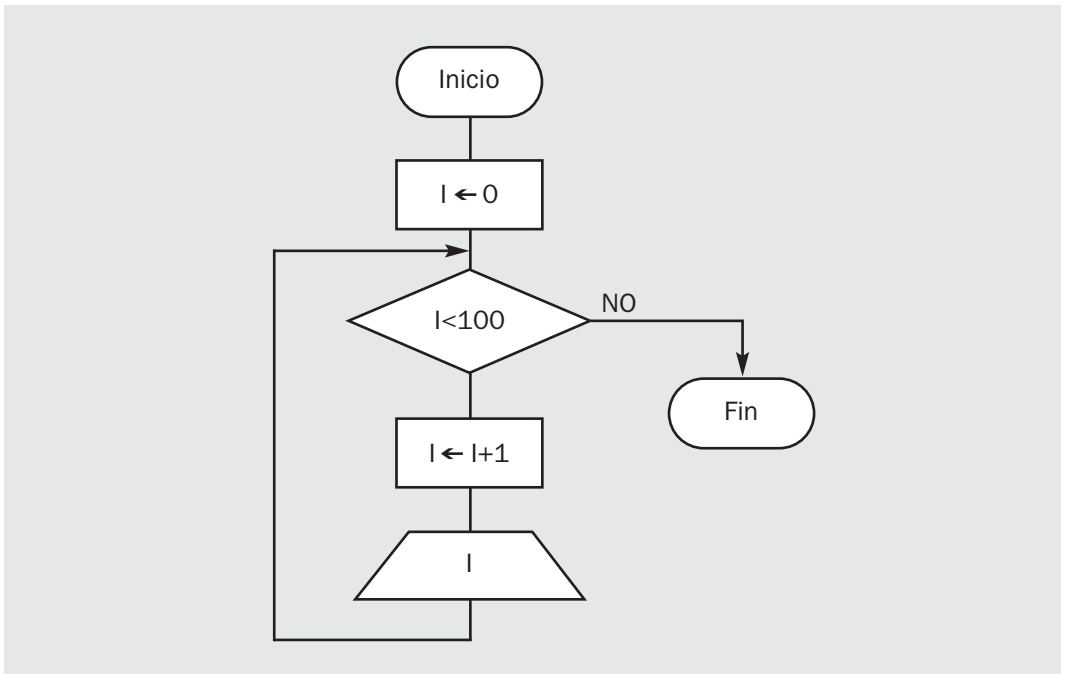 Inicio
I ← 0
I<100
NO
Fin
I ← I+1
I